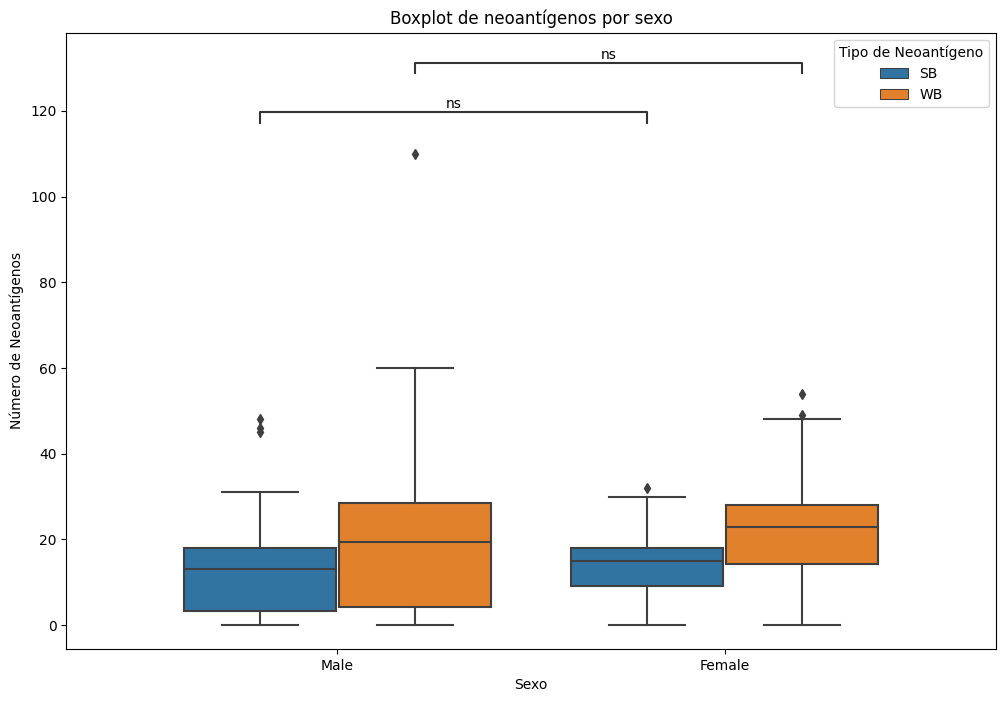 Boxplot de neoantígenos por sexo
Tipo de Neoantígeno
SB
WB
ns
ns
120
100
80
60
40
20
0
Número de Neoantígenos
Male
Female
Sexo